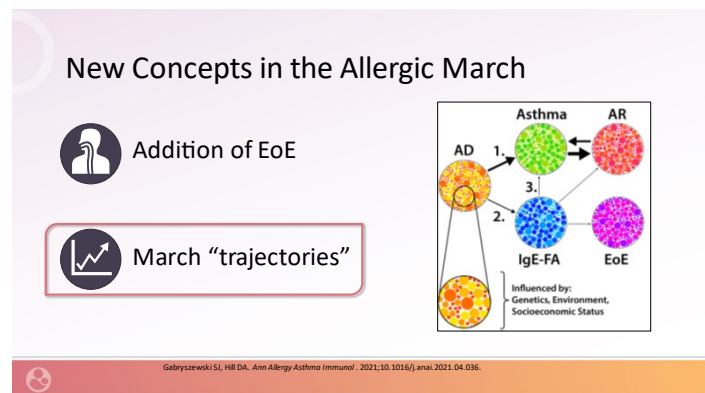 New Concepts in the Allergic March
Addition of EoE
March “trajectories”
Asthma AR
AD 1.
3.
2.
IgE-FA EoE
Influenced by:
Genetics, Environment,
Socioeconomic Status
Gabryszewski SJ, Hill DA. Ann Allergy Asthma Immunol . 2021;10.1016/j.anai.2021.04.036.